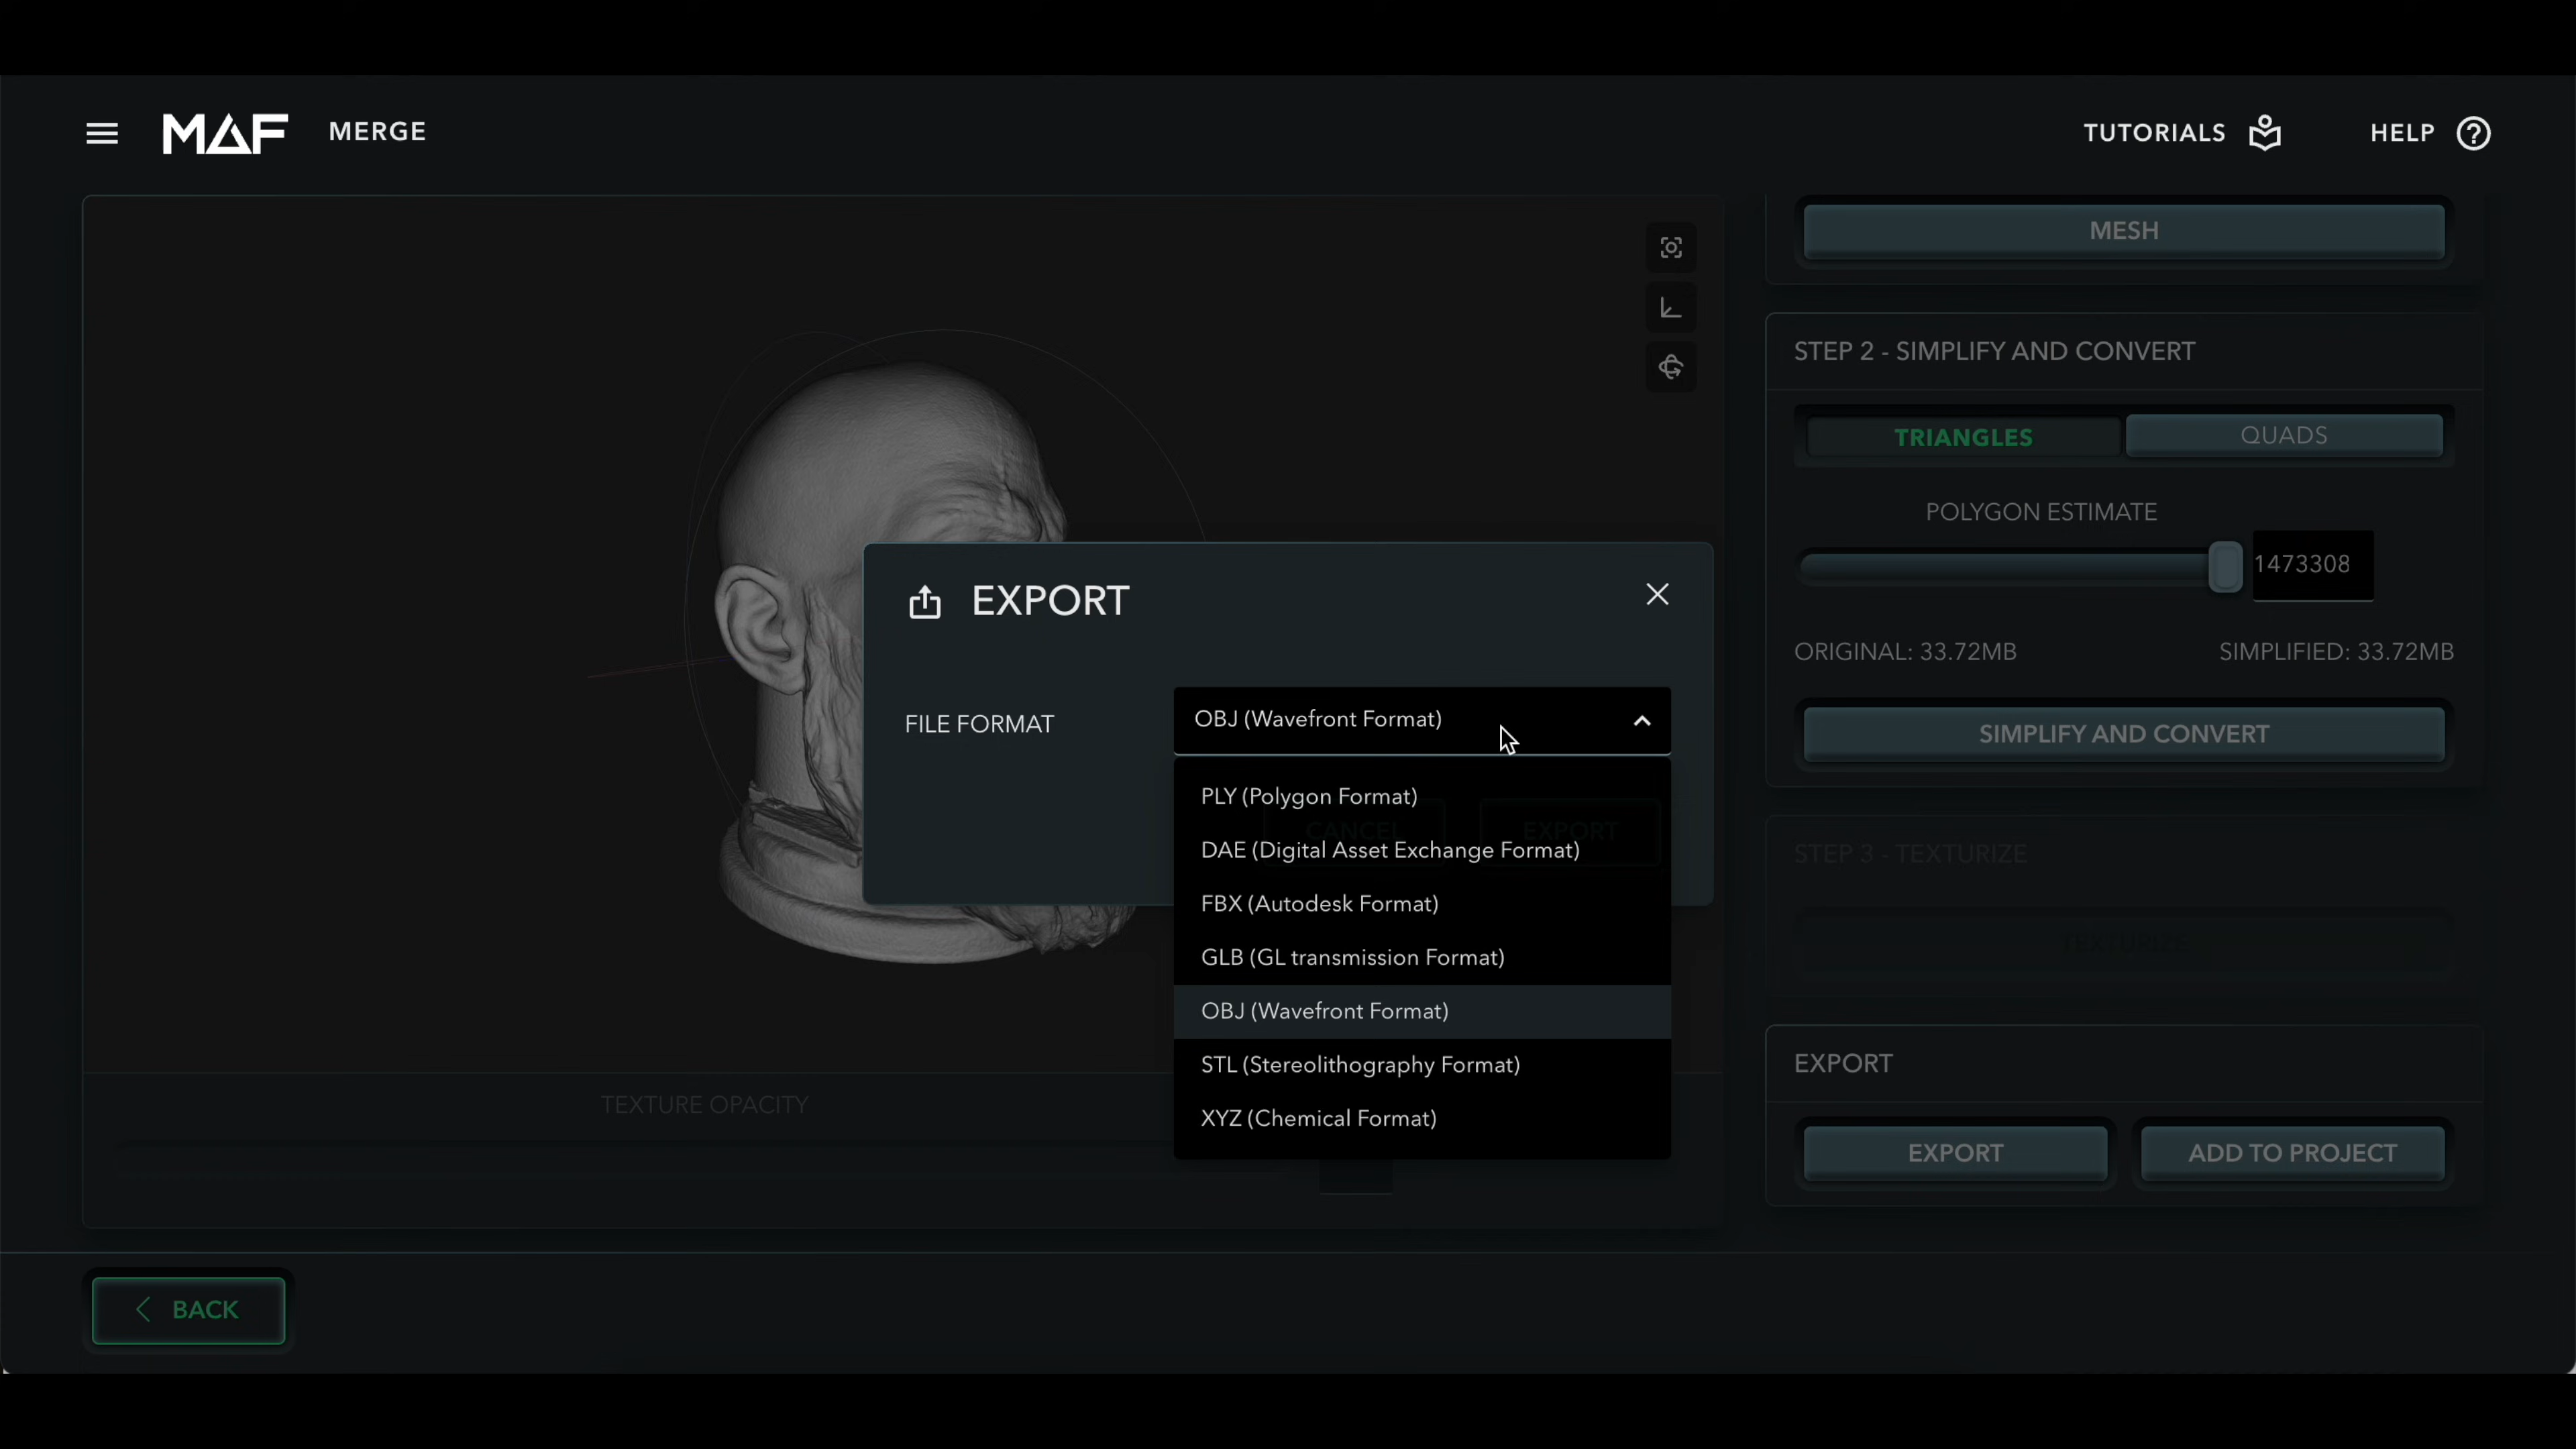 MAF MERGE
TUTORIALS HELP
MESH
STEP 2 - SIMPLIFY AND CONVERT
TRIANGLES QUADS
POLYGON ESTIMATE
1473308
ORIGINAL: 33.72MB SIMPLIFIED: 33.72MB
SIMPLIFY AND CONVERT
STEP 3 - TEXTURIZE
TEXTURIZE
EXPORT
EXPORT ADD TO PROJECT
EXPORT
FILE FORMAT OBJ (Wavefront Format)
PLY (Polygon Format)
CANCEL EXPORT
DAE (Digital Asset Exchange Format)
FBX (Autodesk Format)
GLB (GL transmission Format)
OBJ (Wavefront Format)
STL (Stereolithography Format)
XYZ (Chemical Format)
TEXTURE OPACITY
BACK